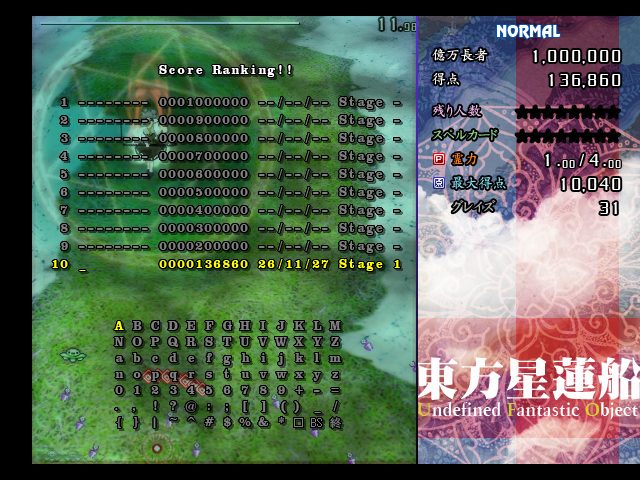 11.96
NORMAL
Score Ranking!!
億万長者 1,000,000
得点 136,860
残り人数
スペルカード
P 霊力 1.00/4.00
最大得点 10,040
グレイズ 31
1 -------- 0001000000 --/--/-- Stage -
2 -------- 0000900000 --/--/-- Stage -
3 -------- 0000800000 --/--/-- Stage -
4 -------- 0000700000 --/--/-- Stage -
5 -------- 0000600000 --/--/-- Stage -
6 -------- 0000500000 --/--/-- Stage -
7 -------- 0000400000 --/--/-- Stage -
8 -------- 0000300000 --/--/-- Stage -
9 -------- 0000200000 --/--/-- Stage -
10 _ 0000136860 26/11/27 Stage 1
A B C D E F G H I J K L M
N O P Q R S T U V W X Y Z
a b c d e f g h i j k l m
n o p q r s t u v w x y z
0 1 2 3 4 5 6 7 8 9 + - =
. , ! ? @ : ; [ ] ( ) _ /
{ } | ~ ^ # $ % & * □ BS 終
東方星蓮船
Undefined Fantastic Object